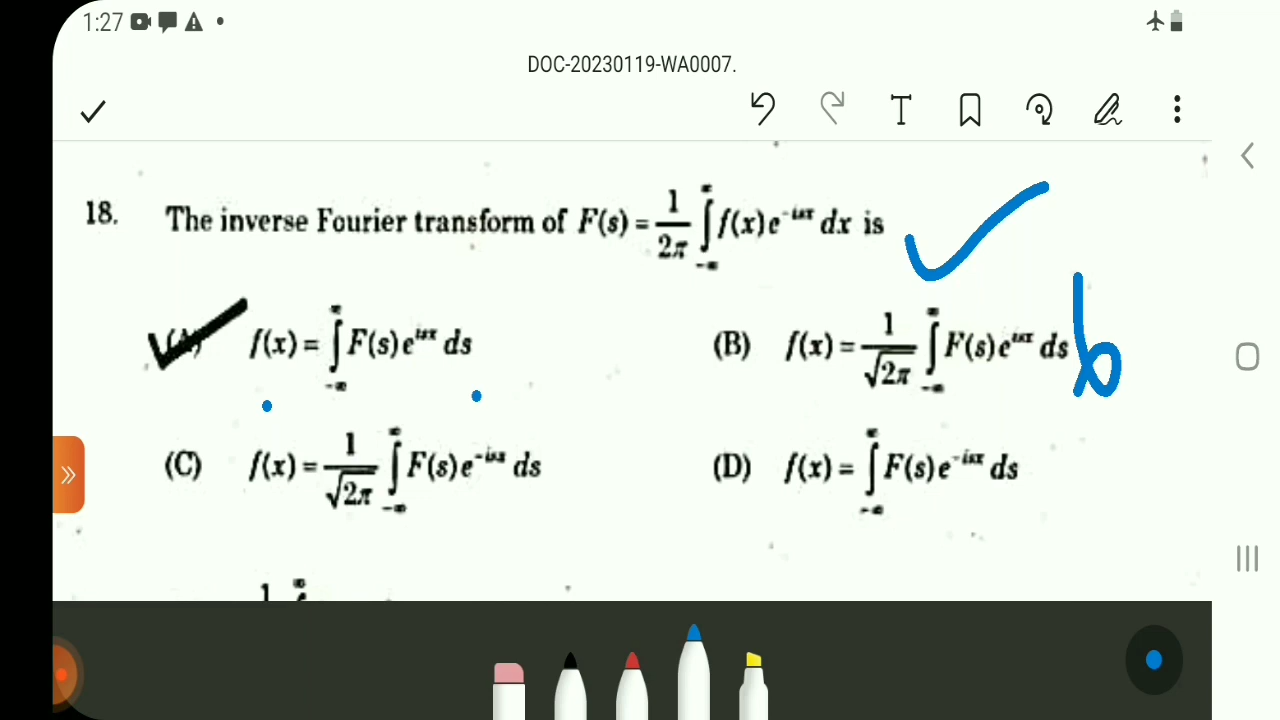 1:27
DOC-20230119-WA0007.
T
18. The inverse Fourier transform of F(s) = 1/2π ∫_{-∞}^{∞} f(x) e^{-isx} dx is
(A) f(x) = ∫_{-∞}^{∞} F(s) e^{isx} ds
(B) f(x) = 1/√2π ∫_{-∞}^{∞} F(s) e^{isx} ds
b
(C) f(x) = 1/√2π ∫_{-∞}^{∞} F(s) e^{-isx} ds
(D) f(x) = ∫_{-∞}^{∞} F(s) e^{-isx} ds